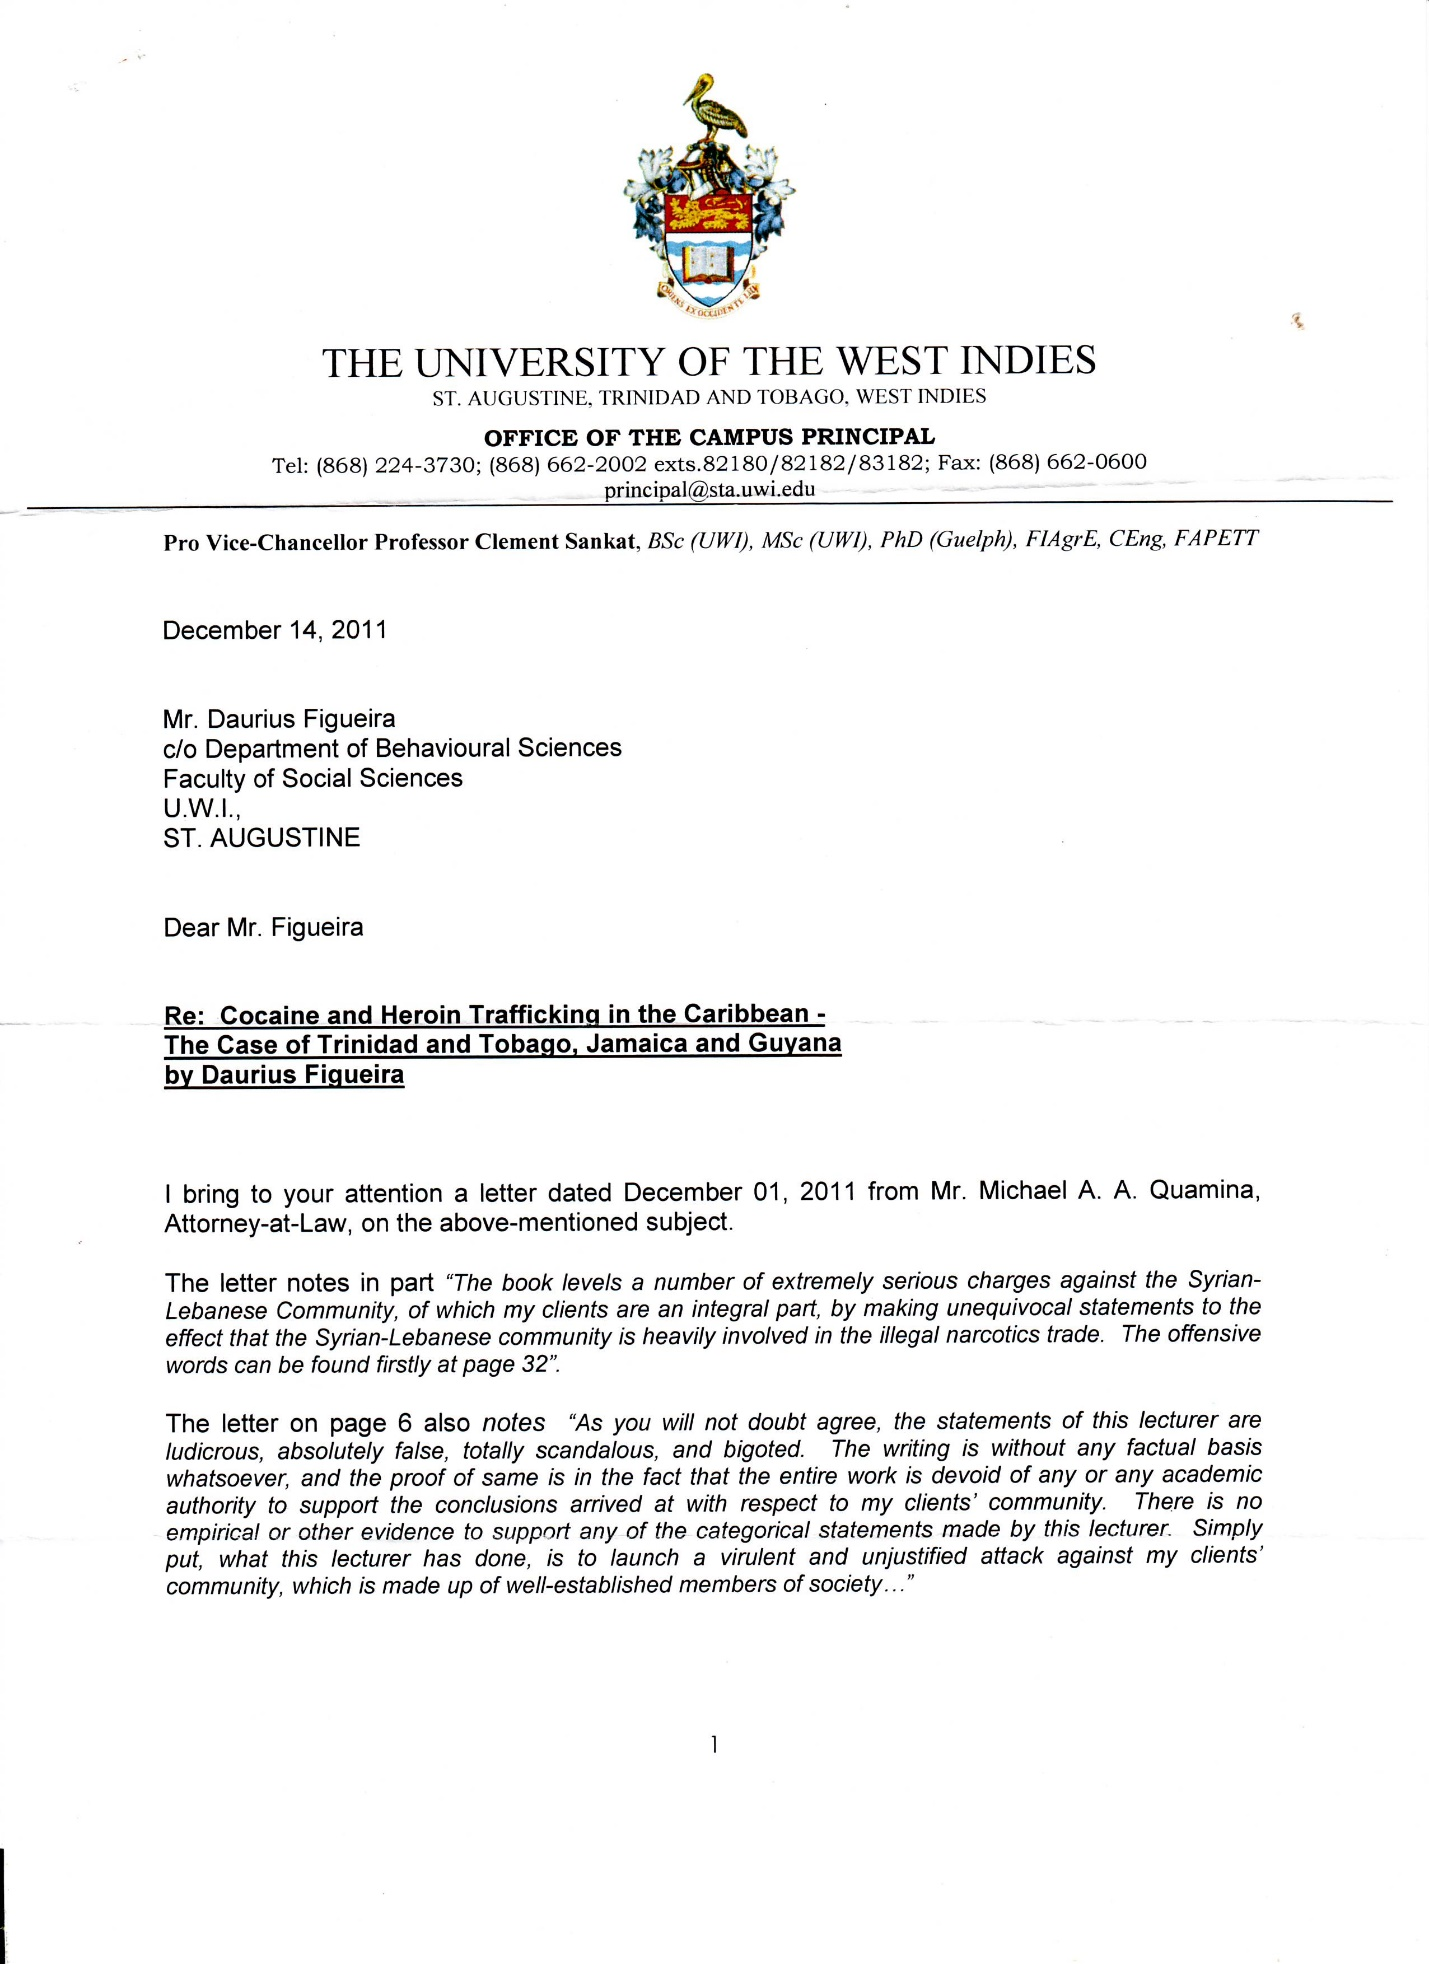 ORIENS EX OCCIDENTE LUX
THE UNIVERSITY OF THE WEST INDIES
ST. AUGUSTINE, TRINIDAD AND TOBAGO, WEST INDIES
OFFICE OF THE CAMPUS PRINCIPAL
Tel: (868) 224-3730; (868) 662-2002 exts.82180/82182/83182; Fax: (868) 662-0600
principal@sta.uwi.edu
Pro Vice-Chancellor Professor Clement Sankat, BSc (UWI), MSc (UWI), PhD (Guelph), FIAgrE, CEng, FAPETT
December 14, 2011
Mr. Daurius Figueira
c/o Department of Behavioural Sciences
Faculty of Social Sciences
U.W.I.,
ST. AUGUSTINE
Dear Mr. Figueira
Re: Cocaine and Heroin Trafficking in the Caribbean -
The Case of Trinidad and Tobago, Jamaica and Guyana
by Daurius Figueira
I bring to your attention a letter dated December 01, 2011 from Mr. Michael A. A. Quamina,
Attorney-at-Law, on the above-mentioned subject.
The letter notes in part “The book levels a number of extremely serious charges against the Syrian-
Lebanese Community, of which my clients are an integral part, by making unequivocal statements to the
effect that the Syrian-Lebanese community is heavily involved in the illegal narcotics trade. The offensive
words can be found firstly at page 32”.
The letter on page 6 also notes “As you will not doubt agree, the statements of this lecturer are
ludicrous, absolutely false, totally scandalous, and bigoted. The writing is without any factual basis
whatsoever, and the proof of same is in the fact that the entire work is devoid of any or any academic
authority to support the conclusions arrived at with respect to my clients’ community. There is no
empirical or other evidence to support any of the categorical statements made by this lecturer. Simply
put, what this lecturer has done, is to launch a virulent and unjustified attack against my clients’
community, which is made up of well-established members of society…”
1